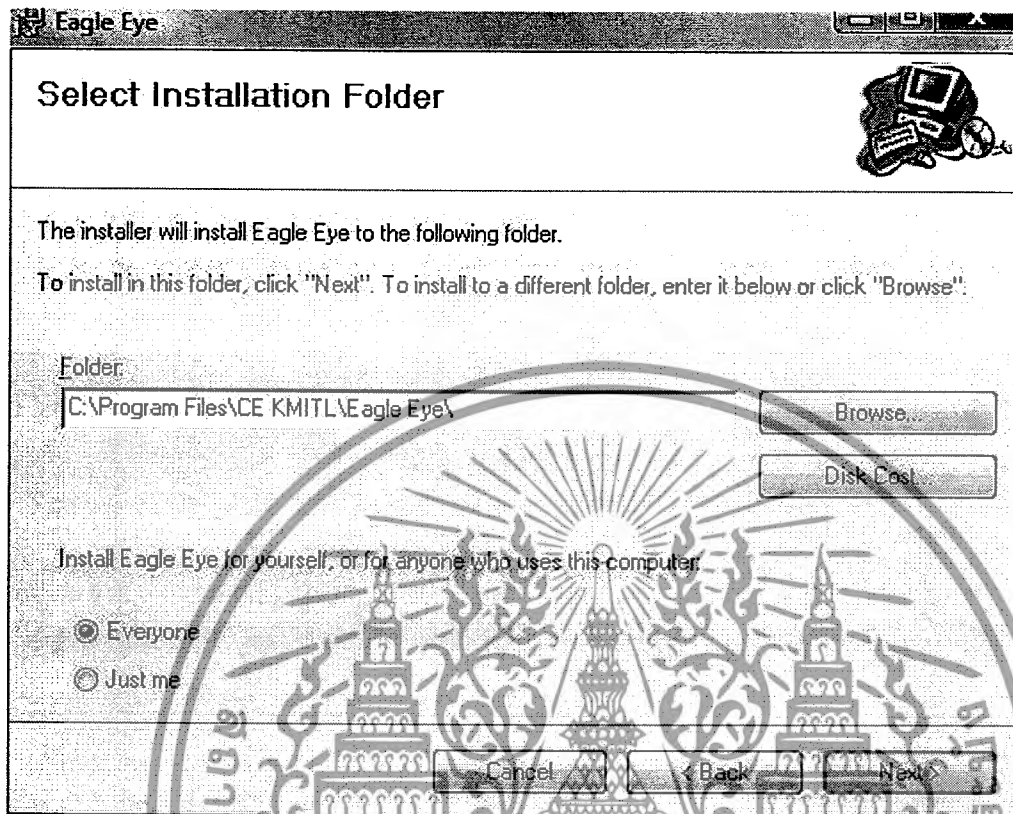 Eagle Eye
Select Installation Folder
The installer will install Eagle Eye to the following folder.
To install in this folder, click "Next". To install to a different folder, enter it below or click "Browse".
Folder:
C:\Program Files\CE KMITL\Eagle Eye\
Browse...
Disk Cost...
Install Eagle Eye for yourself, or for anyone who uses this computer:
Everyone
Just me
Cancel
< Back
Next >